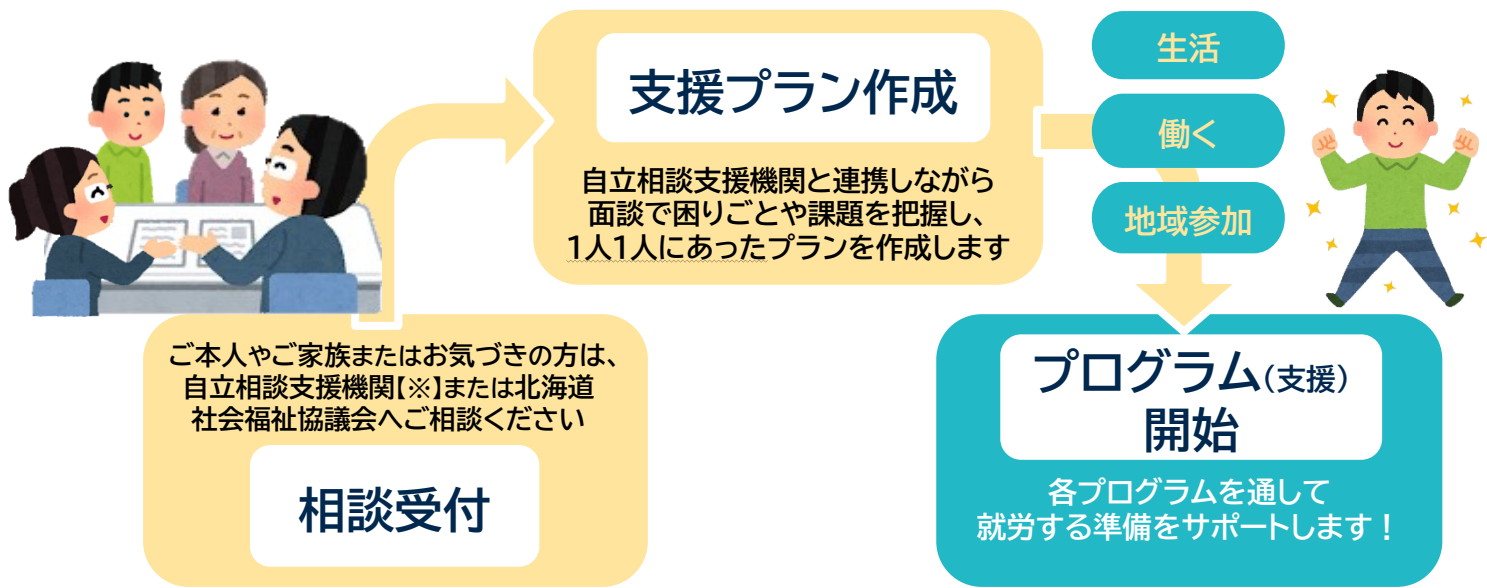 ご本人やご家族またはお気づきの方は、
自立相談支援機関【※】または北海道
社会福祉協議会へご相談ください
相談受付
支援プラン作成
自立相談支援機関と連携しながら
面談で困りごとや課題を把握し、
1人1人にあったプランを作成します
生活
働く
地域参加
プログラム(支援)
開始
各プログラムを通して
就労する準備をサポートします！